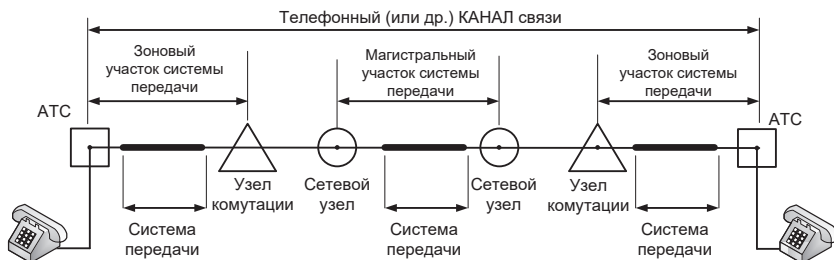 Телефонный (или др.) КАНАЛ связи
Зоновый
участок системы
передачи
Магистральный
участок системы
передачи
Зоновый
участок системы
передачи
АТС
АТС
Узел
комутации
Сетевой
узел
Сетевой
узел
Узел
комутации
Система
передачи
Система
передачи
Система
передачи